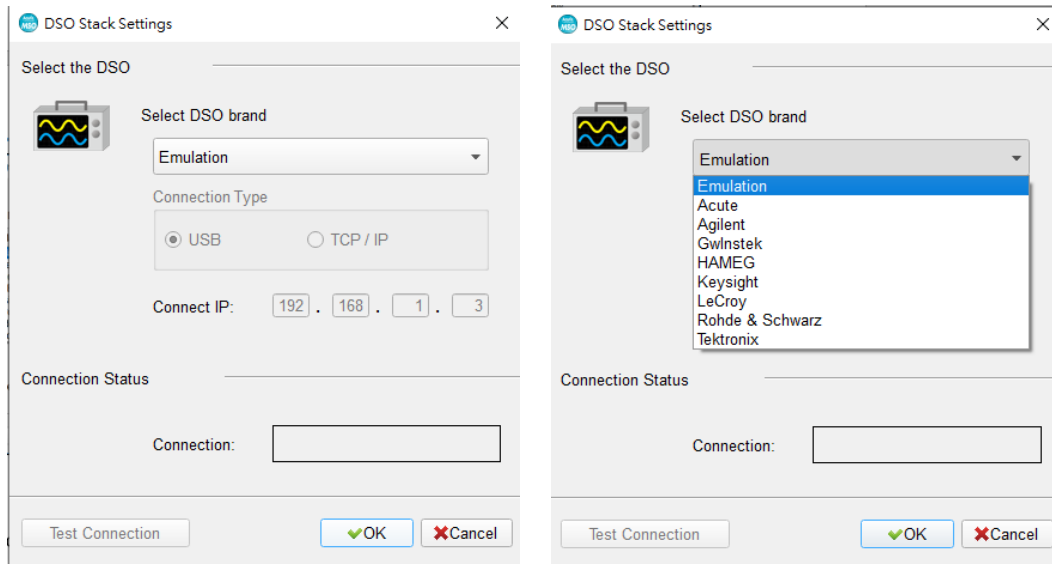 DSO Stack Settings
Select the DSO
Select DSO brand
Emulation
Connection Type
USB
TCP / IP
Connect IP: 192 . 168 . 1 . 3
Connection Status
Connection:
Test Connection
OK
Cancel
DSO Stack Settings
Select the DSO
Select DSO brand
Emulation
Emulation
Acute
Agilent
GwInstek
HAMEG
Keysight
LeCroy
Rohde & Schwarz
Tektronix
Connection Status
Connection:
Test Connection
OK
Cancel